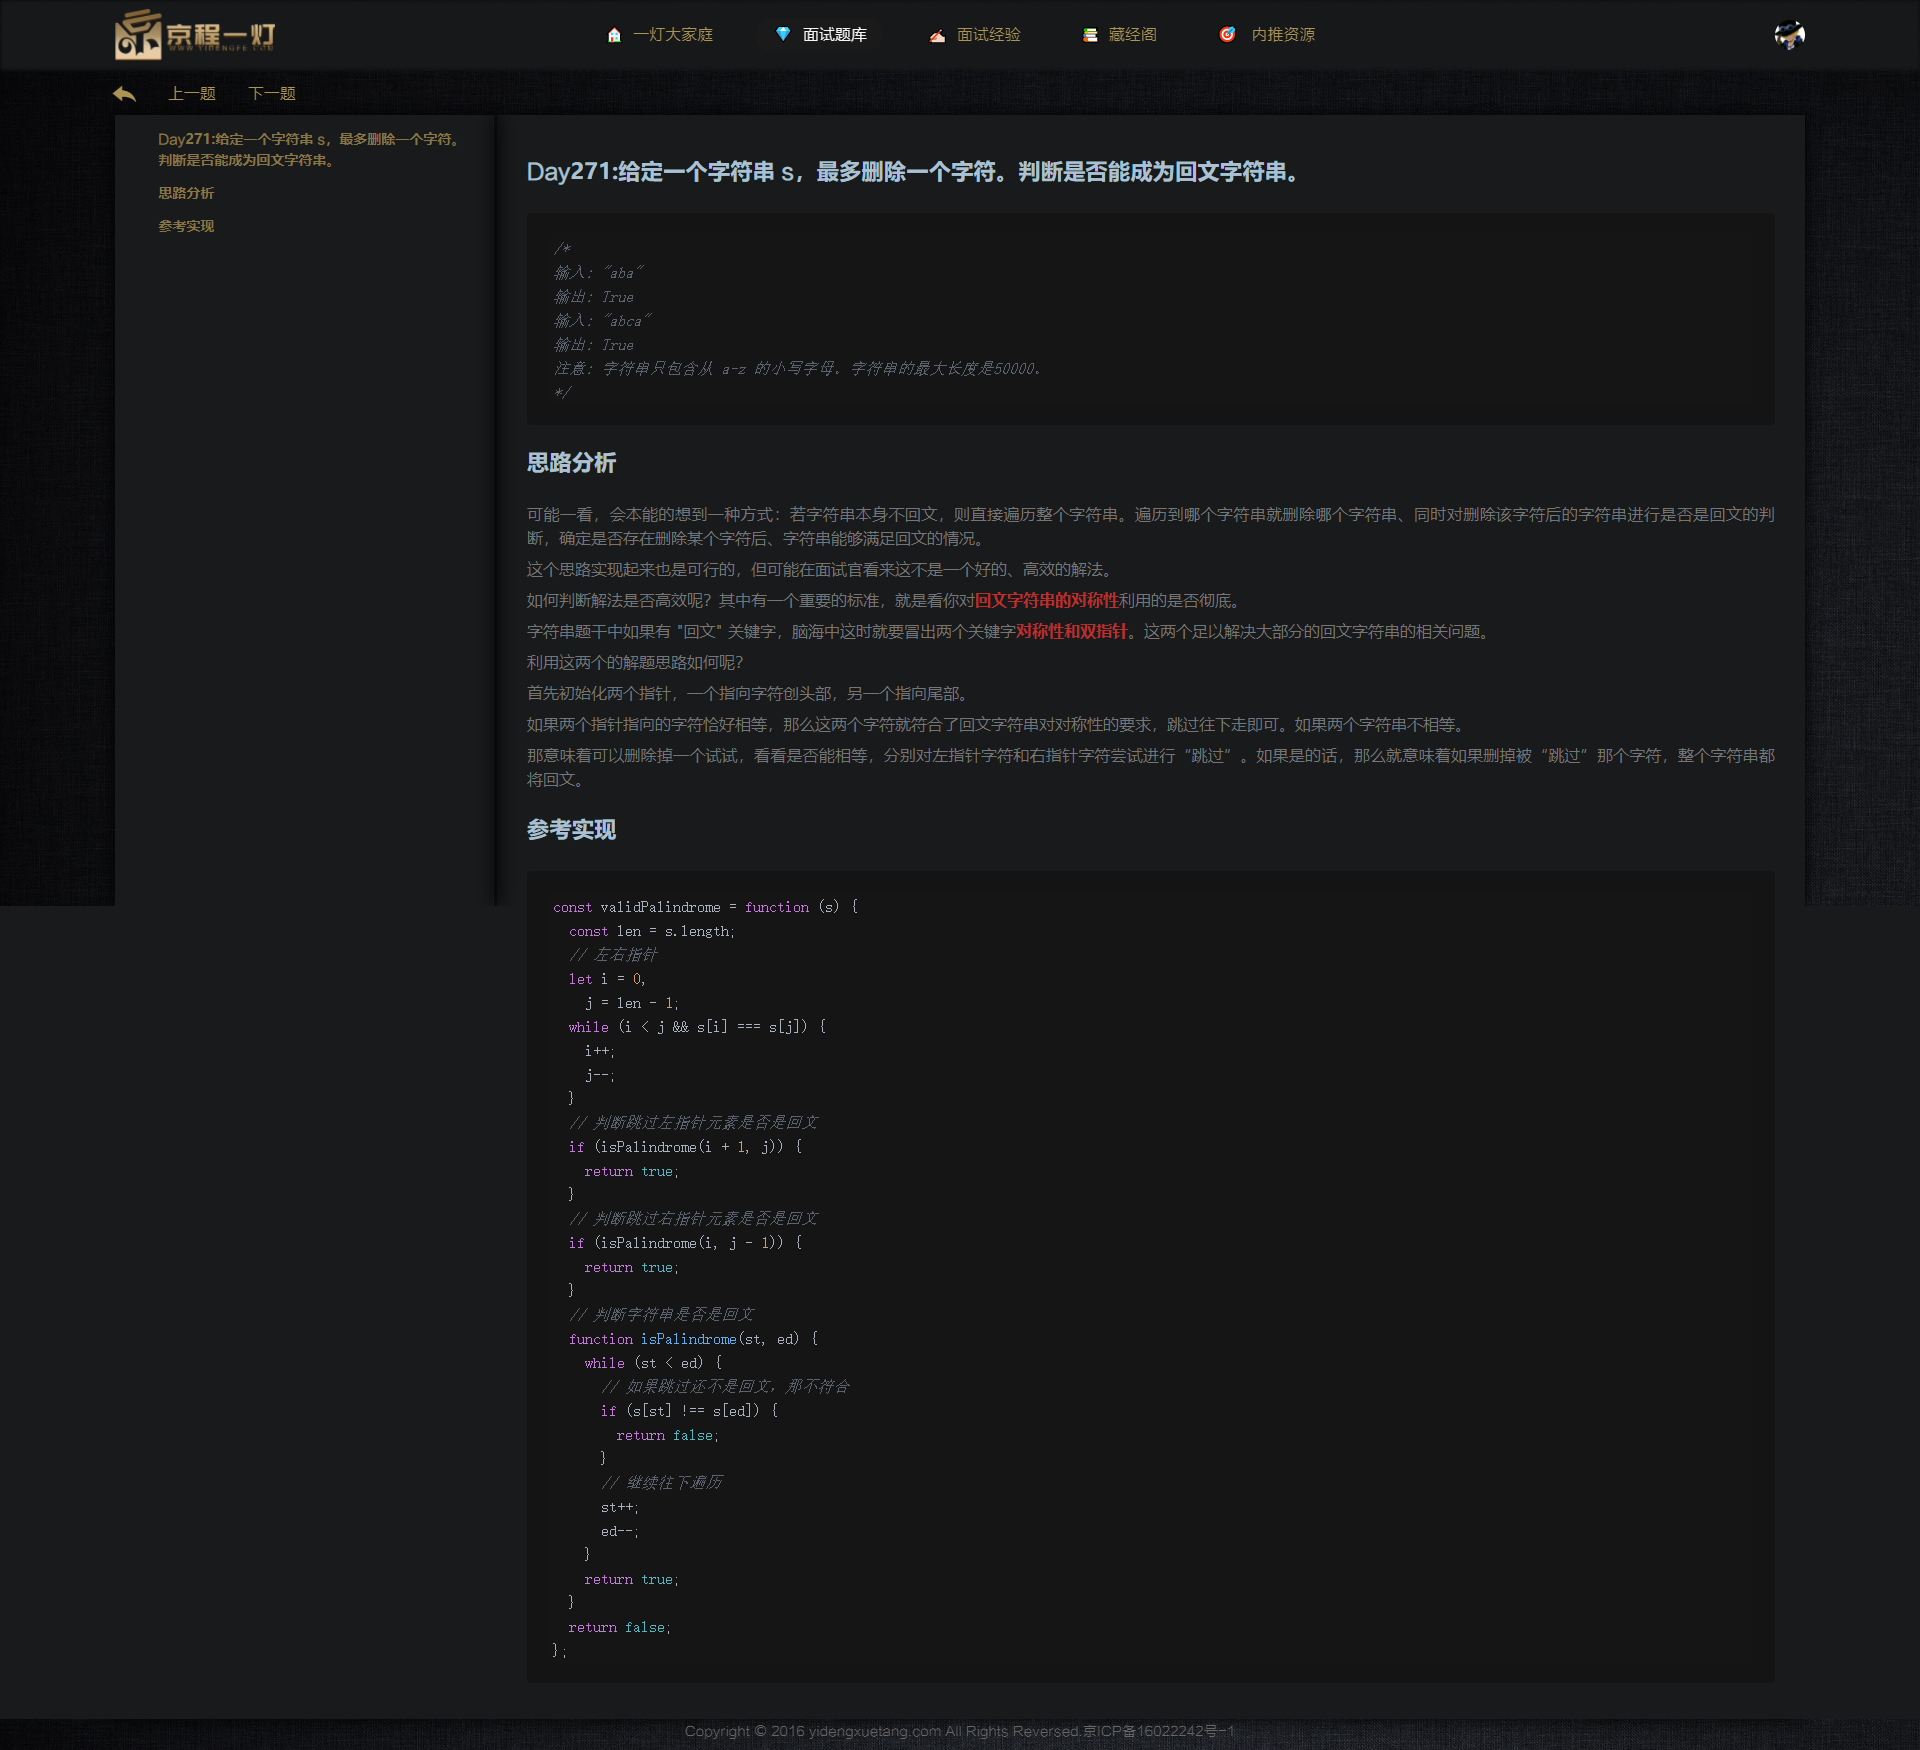 京程一灯
WWW.YIDENGFE.COM
一灯大家庭
面试题库
面试经验
藏经阁
内推资源
上一题
下一题
Day271:给定一个字符串 s，最多删除一个字符。
判断是否能成为回文字符串。
思路分析
参考实现
Day271:给定一个字符串 s，最多删除一个字符。判断是否能成为回文字符串。
/*
输入: "aba"
输出: True
输入: "abca"
输出: True
注意: 字符串只包含从 a-z 的小写字母。字符串的最大长度是50000。
*/
思路分析
可能一看，会本能的想到一种方式：若字符串本身不回文，则直接遍历整个字符串。遍历到哪个字符串就删除哪个字符串、同时对删除该字符后的字符串进行是否是回文的判
断，确定是否存在删除某个字符后、字符串能够满足回文的情况。
这个思路实现起来也是可行的，但可能在面试官看来这不是一个好的、高效的解法。
如何判断解法是否高效呢？其中有一个重要的标准，就是看你对回文字符串的对称性利用的是否彻底。
字符串题干中如果有 "回文" 关键字，脑海中这时就要冒出两个关键字对称性和双指针。这两个足以解决大部分的回文字符串的相关问题。
利用这两个的解题思路如何呢？
首先初始化两个指针，一个指向字符创头部，另一个指向尾部。
如果两个指针指向的字符恰好相等，那么这两个字符就符合了回文字符串对对称性的要求，跳过往下走即可。如果两个字符串不相等。
那意味着可以删除掉一个试试，看看是否能相等，分别对左指针字符和右指针字符尝试进行“跳过”。如果是的话，那么就意味着如果删掉被“跳过”那个字符，整个字符串都
将回文。
参考实现
const validPalindrome = function (s) {
  const len = s.length;
  // 左右指针
  let i = 0,
    j = len - 1;
  while (i < j && s[i] === s[j]) {
    i++;
    j--;
  }
  // 判断跳过左指针元素是否是回文
  if (isPalindrome(i + 1, j)) {
    return true;
  }
  // 判断跳过右指针元素是否是回文
  if (isPalindrome(i, j - 1)) {
    return true;
  }
  // 判断字符串是否是回文
  function isPalindrome(st, ed) {
    while (st < ed) {
      // 如果跳过还不是回文，那不符合
      if (s[st] !== s[ed]) {
        return false;
      }
      // 继续往下遍历
      st++;
      ed--;
    }
    return true;
  }
  return false;
};
Copyright © 2016 yidengxuetang.com All Rights Reversed.京ICP备16022242号-1